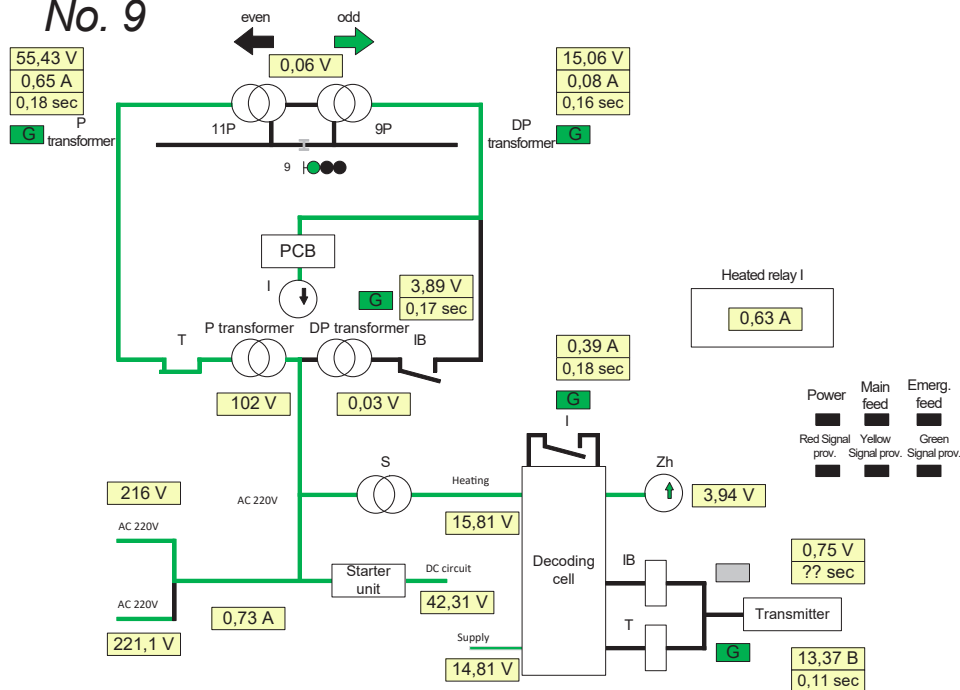 No. 9
even
odd
55,43 V
0,65 A
0,18 sec
0,06 V
15,06 V
0,08 A
0,16 sec
G
P
transformer
11P
9P
DP
transformer
G
9
PCB
I
G
3,89 V
0,17 sec
T
P transformer
DP transformer
IB
102 V
0,03 V
Heated relay I
0,63 A
0,39 A
0,18 sec
G
I
Power
Main
feed
Emerg.
feed
Red Signal
prov.
Yellow
Signal prov.
Green
Signal prov.
S
Heating
Zh
3,94 V
15,81 V
216 V
AC 220V
AC 220V
Decoding
cell
IB
0,75 V
?? sec
Starter
unit
DC circuit
42,31 V
AC 220V
0,73 A
Transmitter
T
G
221,1 V
Supply
14,81 V
13,37 B
0,11 sec